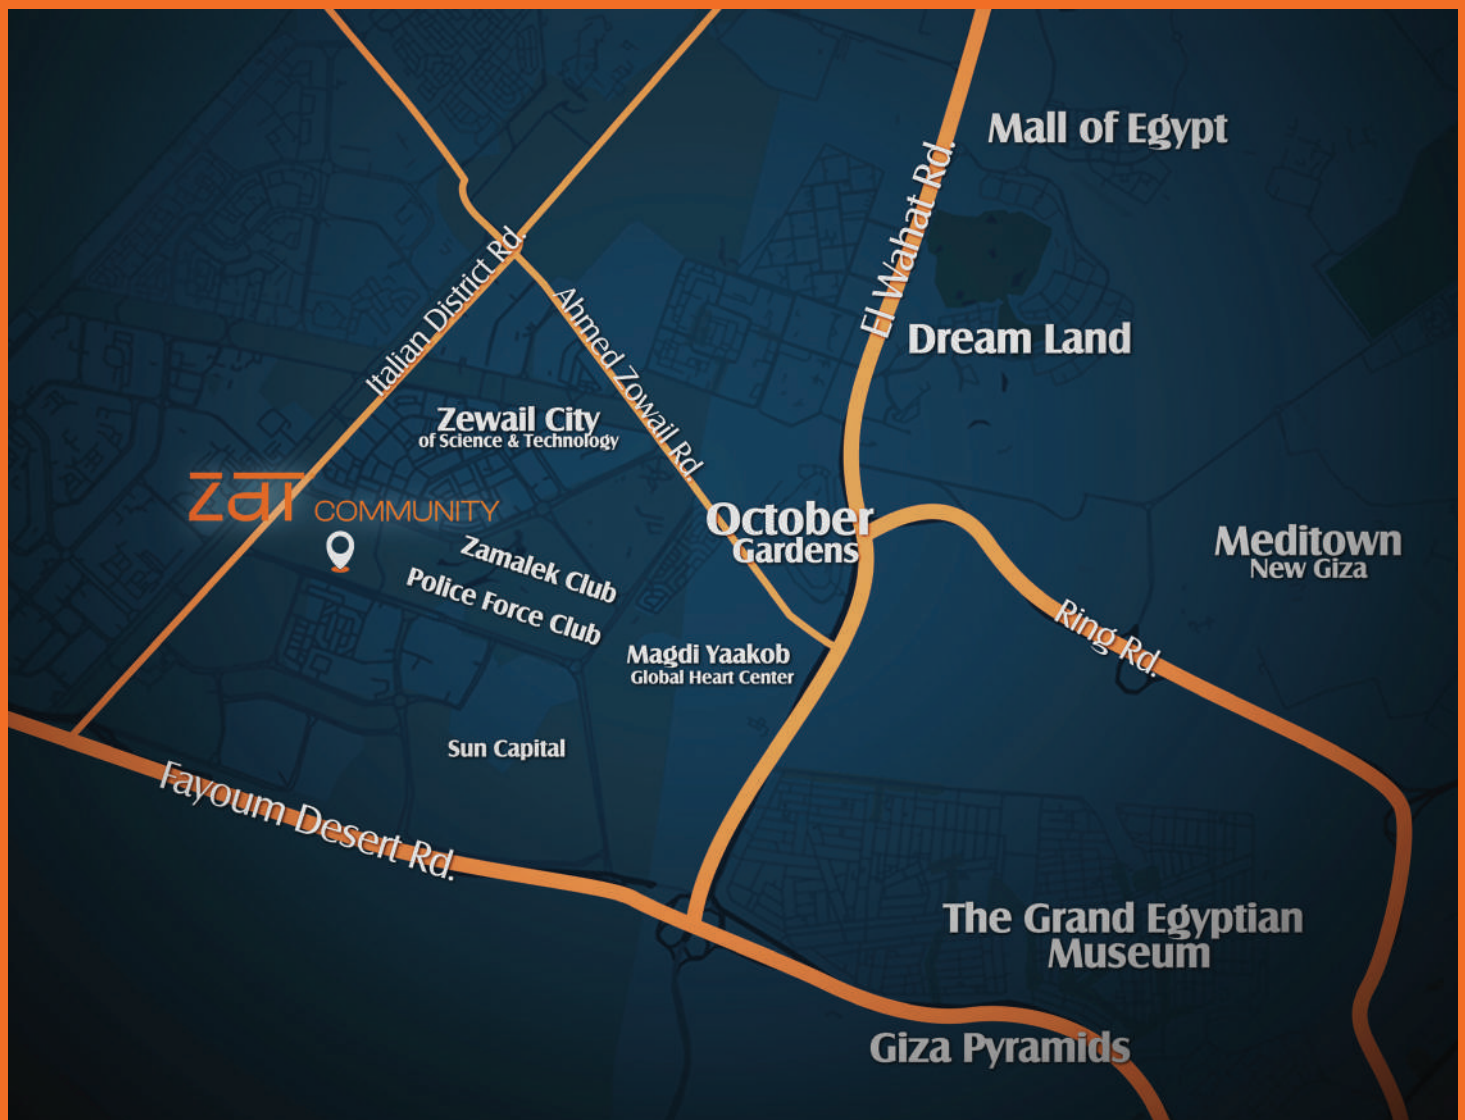 Mall of Egypt
El Wahat Rd.
Italian District Rd.
Ahmed Zowail Rd.
Dream Land
Zewail City
of Science & Technology
Zat COMMUNITY
October
Gardens
Zamalek Club
Police Force Club
Meditown
New Giza
Ring Rd.
Magdi Yaakob
Global Heart Center
Sun Capital
Fayoum Desert Rd.
The Grand Egyptian
Museum
Giza Pyramids